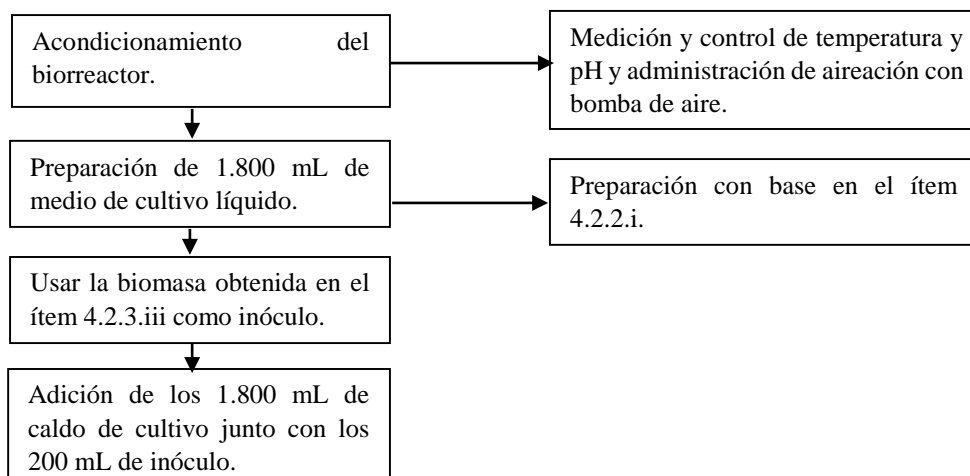 Acondicionamiento del
biorreactor.
Medición y control de temperatura y
pH y administración de aireación con
bomba de aire.
Preparación de 1.800 mL de
medio de cultivo líquido.
Preparación con base en el ítem
4.2.2.i.
Usar la biomasa obtenida en el
ítem 4.2.3.iii como inóculo.
Adición de los 1.800 mL de
caldo de cultivo junto con los
200 mL de inóculo.